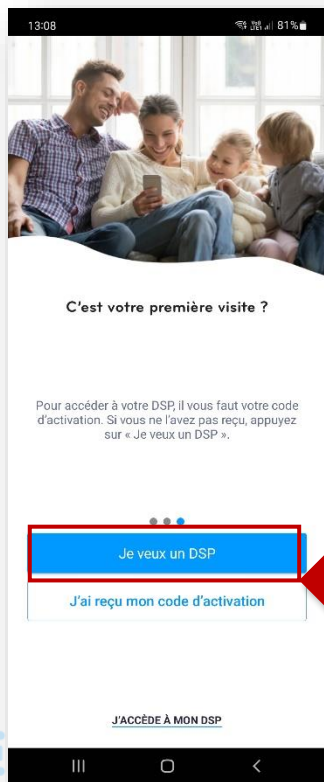 13:08
81%
C'est votre première visite ?
Pour accéder à votre DSP, il vous faut votre code
d'activation. Si vous ne l'avez pas reçu, appuyez
sur « Je veux un DSP ».
Je veux un DSP
J'ai reçu mon code d'activation
J'ACCÈDE À MON DSP